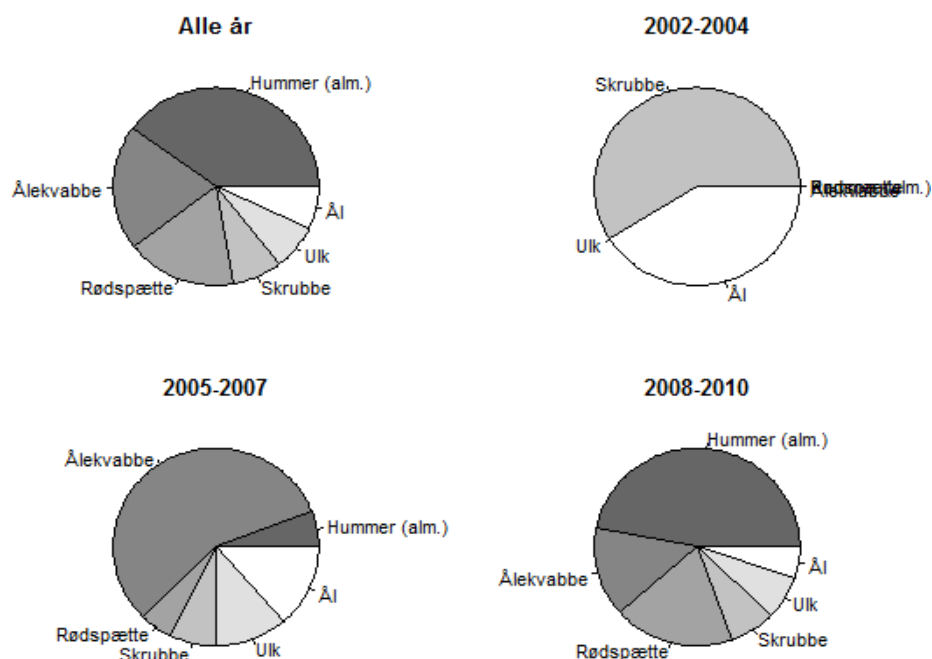 Alle år
Hummer (alm.)
Ålekvabbe
Ål
Ulk
Rødspætte
Skrubbe
2002-2004
Skrubbe
Ulk
Ål
2005-2007
Ålekvabbe
Hummer (alm.)
Ål
Rødspætte
Skrubbe
Ulk
2008-2010
Hummer (alm.)
Ålekvabbe
Ål
Ulk
Skrubbe
Rødspætte